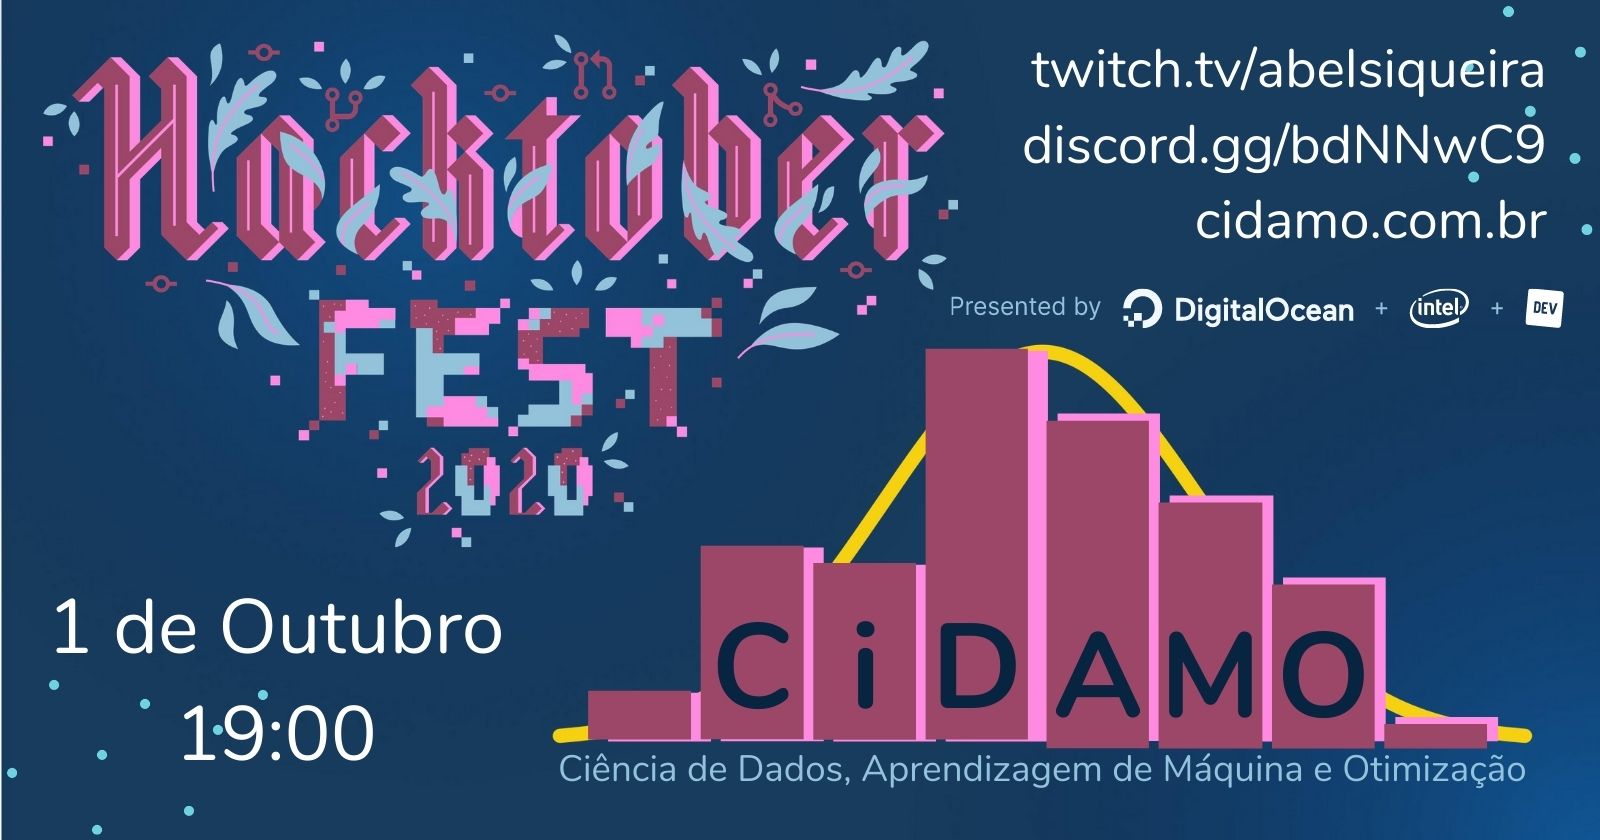 Hacktober
FEST
2020
twitch.tv/abelsiqueira
discord.gg/bdNNwC9
cidamo.com.br
Presented by DigitalOcean + intel + DEV
1 de Outubro
19:00
CiDAMO
Ciência de Dados, Aprendizagem de Máquina e Otimização